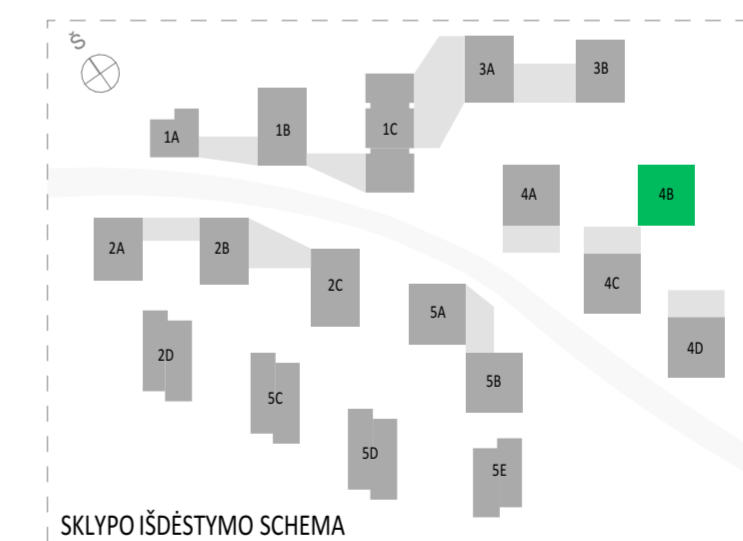 Š
3A
3B
1A
1B
1C
4A
4B
2A
2B
2C
4C
5A
4D
2D
5B
5C
5D
5E
SKLYPO IŠDĖSTYMO SCHEMA